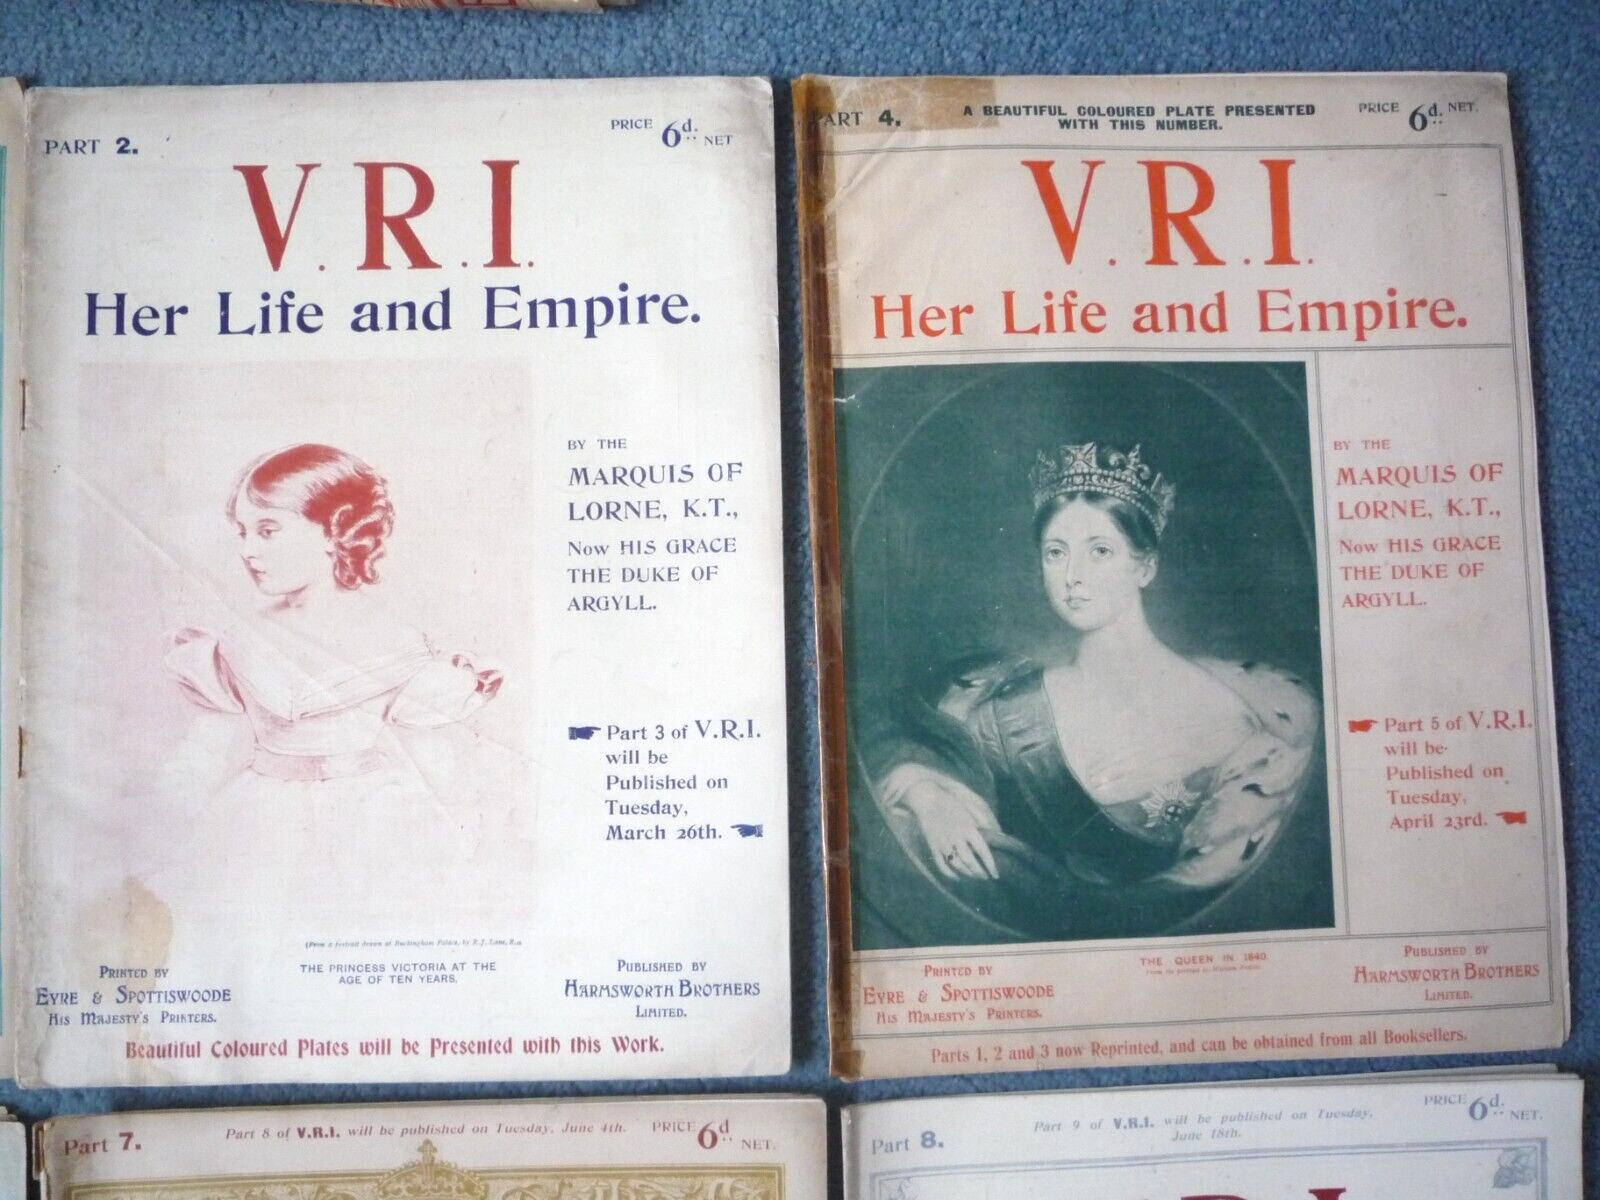 PART 2.
PRICE 6d. NET
V.R.I.
Her Life and Empire.
BY THE
MARQUIS OF
LORNE, K.T.,
Now HIS GRACE
THE DUKE OF
ARGYLL.
Part 3 of V.R.I.
will be
Published on
Tuesday,
March 26th.
(From a portrait drawn at Buckingham Palace, by R.J. Lane, R.A.)
THE PRINCESS VICTORIA AT THE
AGE OF TEN YEARS.
PRINTED BY
EYRE & SPOTTISWOODE
HIS MAJESTY'S PRINTERS.
PUBLISHED BY
HARMSWORTH BROTHERS
LIMITED.
Beautiful Coloured Plates will be Presented with this Work.
PART 4.
A BEAUTIFUL COLOURED PLATE PRESENTED
WITH THIS NUMBER.
PRICE 6d. NET.
V.R.I.
Her Life and Empire.
BY THE
MARQUIS OF
LORNE, K.T.,
Now HIS GRACE
THE DUKE OF
ARGYLL.
Part 5 of V.R.I.
will be
Published on
Tuesday,
April 23rd.
THE QUEEN IN 1840.
PRINTED BY
EYRE & SPOTTISWOODE
HIS MAJESTY'S PRINTERS.
PUBLISHED BY
HARMSWORTH BROTHERS
LIMITED.
Parts 1, 2 and 3 now Reprinted, and can be obtained from all Booksellers.
Part 7.
Part 8 of V.R.I. will be published on Tuesday, June 4th.
PRICE 6d. NET.
Part 8.
Part 9 of V.R.I. will be published on Tuesday,
June 18th.
PRICE 6d. NET.